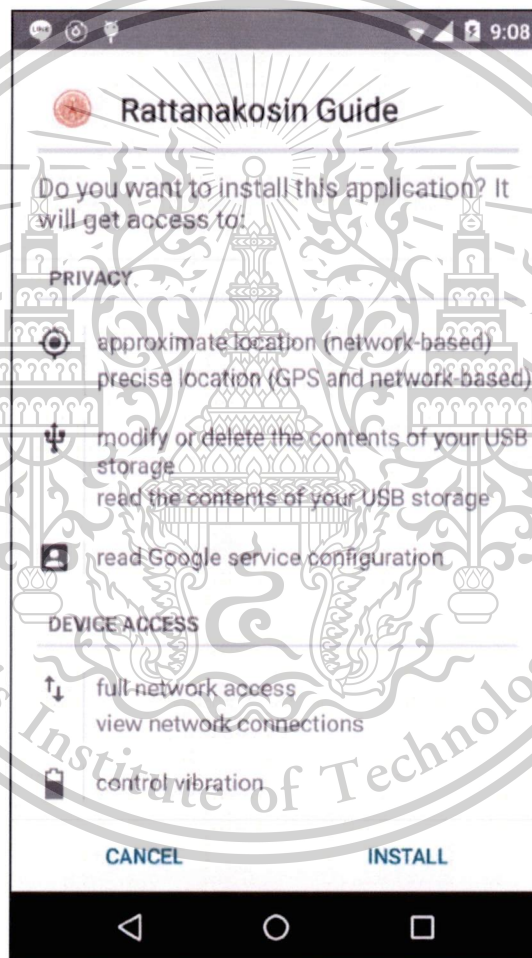 LINE 9:08
Rattanakosin Guide
Do you want to install this application? It
will get access to:
PRIVACY
approximate location (network-based)
precise location (GPS and network-based)
modify or delete the contents of your USB
storage
read the contents of your USB storage
read Google service configuration
DEVICE ACCESS
full network access
view network connections
control vibration
CANCEL INSTALL
s Institute of Technolo